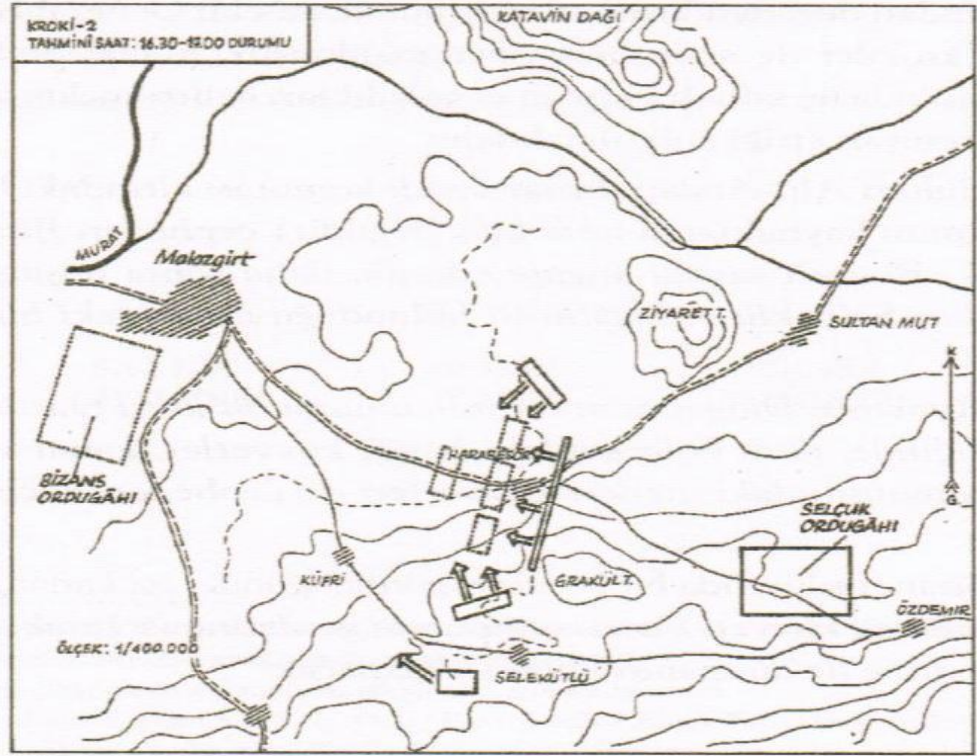 KROKİ-2
TAHMİNİ SAAT: 16.30-17.00 DURUMU
KATAVİN DAĞI
MURAT
Malazgirt
ZİYARET T.
SULTAN MUT
K
BİZANS
ORDUGÂHI
SELÇUK
ORDUGÂHI
KÜFRİ
GRAKÜL T.
ÖZDEMİR
ÖLÇEK: 1/400.000
SELEKÜTLÜ